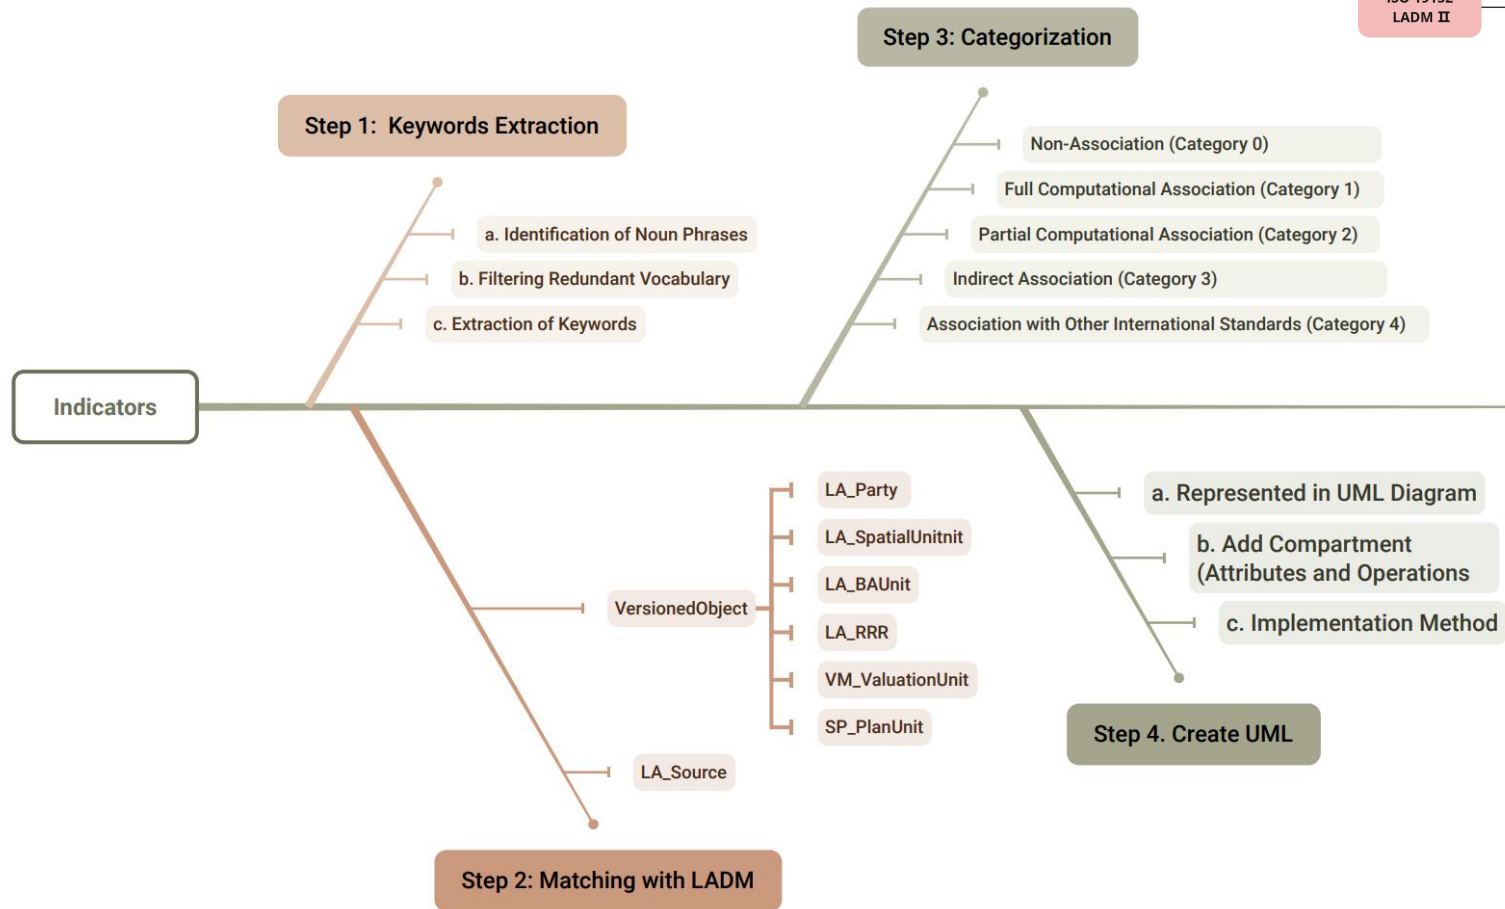 ISO 19152
LADM II
Step 3: Categorization
Step 1: Keywords Extraction
Non-Association (Category 0)
Full Computational Association (Category 1)
Partial Computational Association (Category 2)
Indirect Association (Category 3)
Association with Other International Standards (Category 4)
a. Identification of Noun Phrases
b. Filtering Redundant Vocabulary
c. Extraction of Keywords
Indicators
LA_Party
LA_SpatialUnitnit
LA_BAUnit
VersionedObject
LA_RRR
VM_ValuationUnit
SP_PlanUnit
LA_Source
Step 2: Matching with LADM
a. Represented in UML Diagram
b. Add Compartment
(Attributes and Operations
c. Implementation Method
Step 4. Create UML